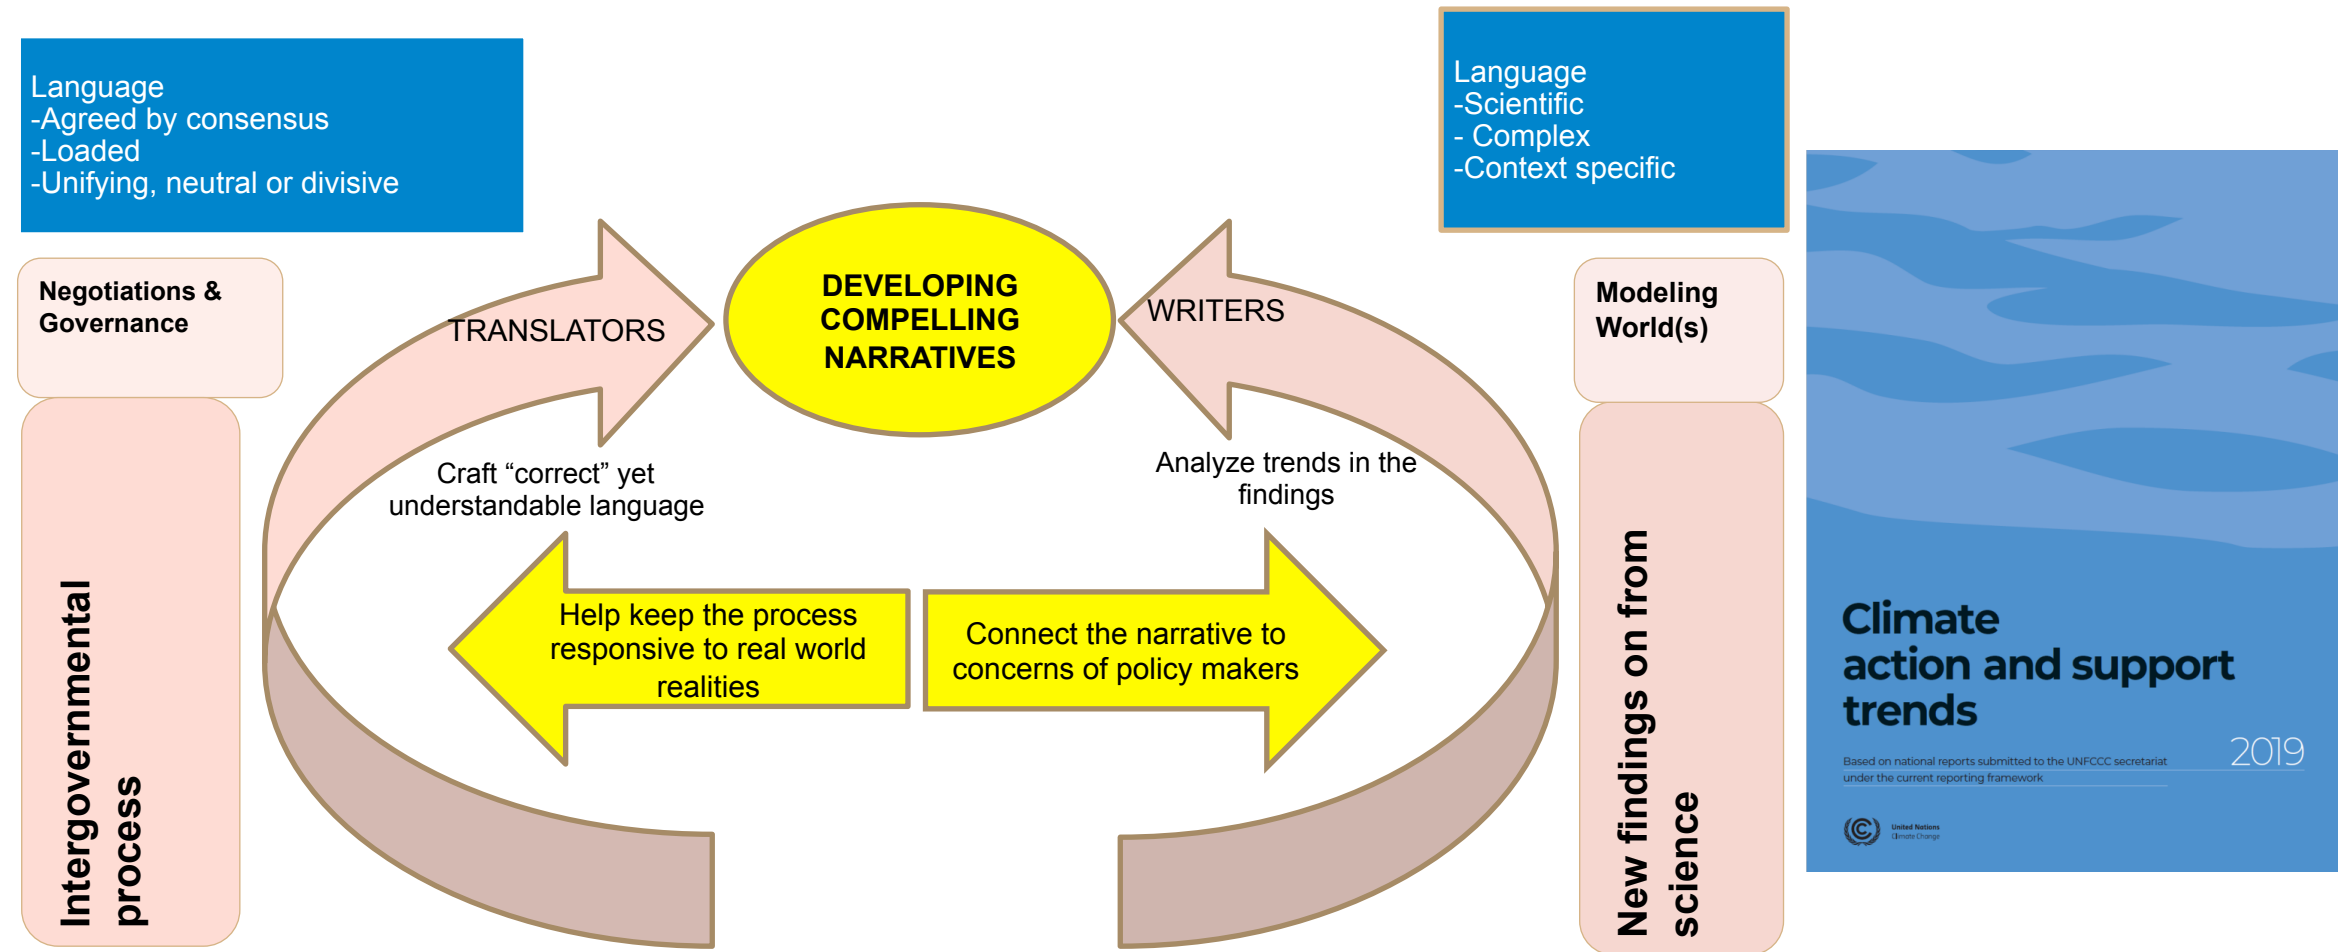 Language
-Agreed by consensus
-Loaded
-Unifying, neutral or divisive
Language
-Scientific
- Complex
-Context specific
Negotiations &
Governance
TRANSLATORS
DEVELOPING
COMPELLING
NARRATIVES
WRITERS
Modeling
World(s)
Craft “correct” yet
understandable language
Analyze trends in the
findings
Help keep the process
responsive to real world
realities
Connect the narrative to
concerns of policy makers
Intergovernmental
process
New findings on from
science
Climate
action and support
trends
2019
Based on national reports submitted to the UNFCCC secretariat
under the current reporting framework
United Nations
Climate Change